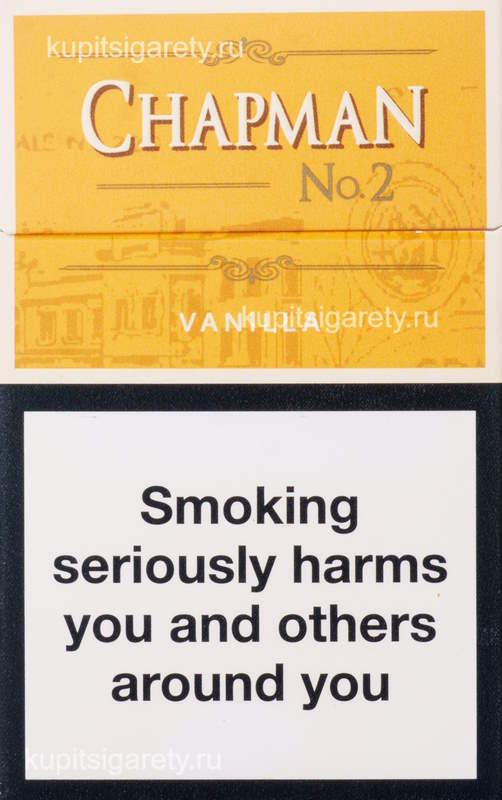 kupitsigarety.ru
CHAPMAN
No.2
VANILLA
kupitsigarety.ru
Smoking
seriously harms
you and others
around you
kupitsigarety.ru